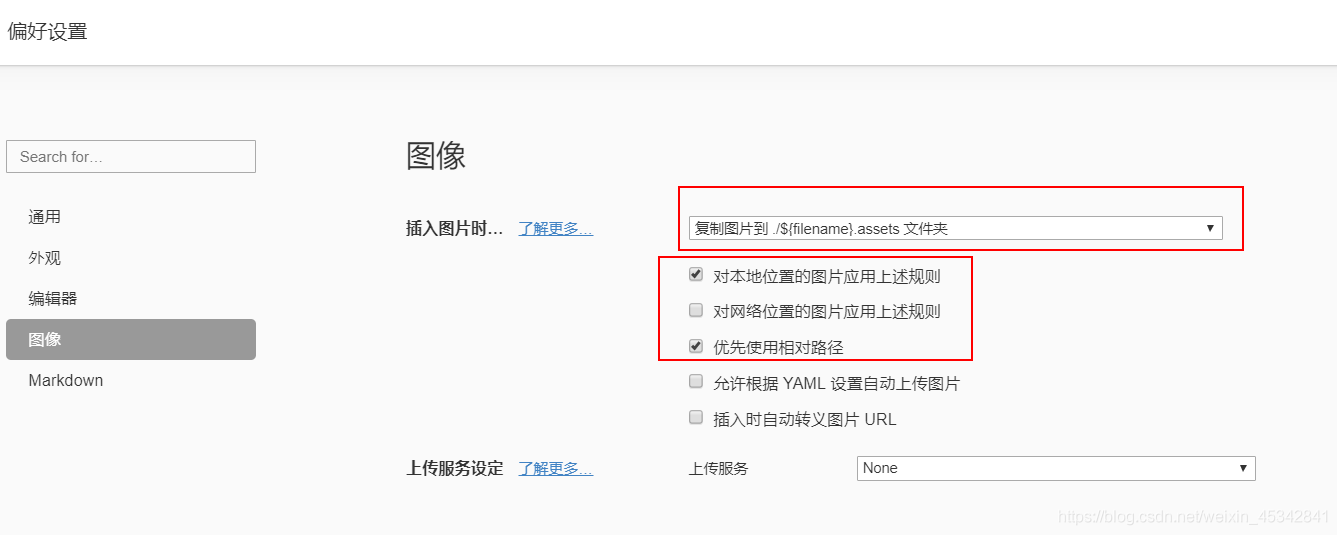 偏好设置
Search for…
通用
外观
编辑器
图像
Markdown
图像
插入图片时… 了解更多… 复制图片到 ./${filename}.assets 文件夹
对本地位置的图片应用上述规则
对网络位置的图片应用上述规则
优先使用相对路径
允许根据 YAML 设置自动上传图片
插入时自动转义图片 URL
上传服务设定 了解更多… 上传服务 None
https://blog.csdn.net/weixin_45342841